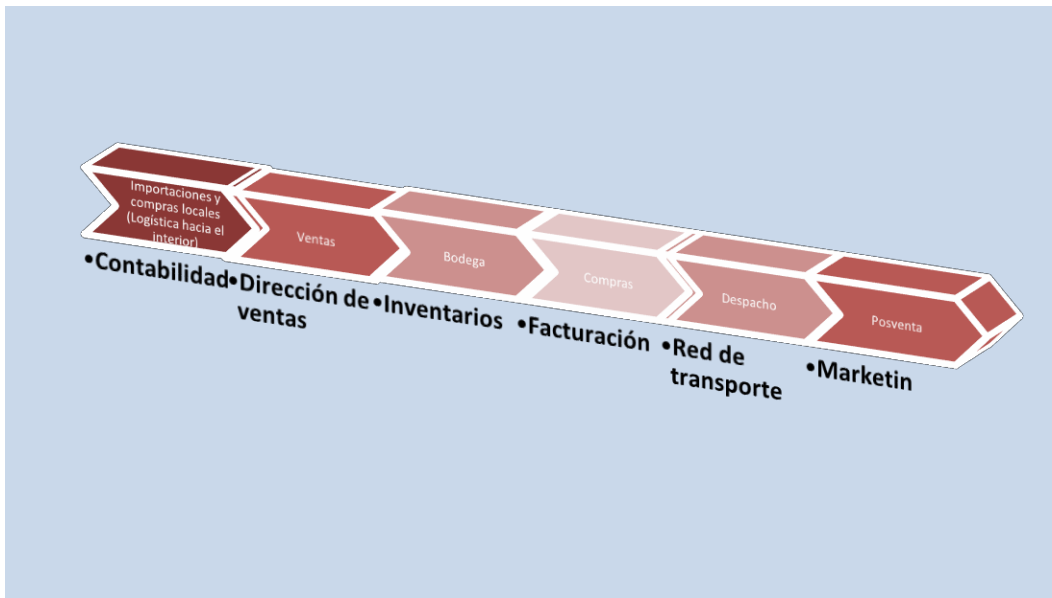 Importaciones y
compras locales
(Logística hacia el
interior)
•Contabilidad
Ventas
•Dirección de
ventas
Bodega
•Inventarios
Compras
•Facturación
Despacho
•Red de
transporte
Posventa
•Marketin